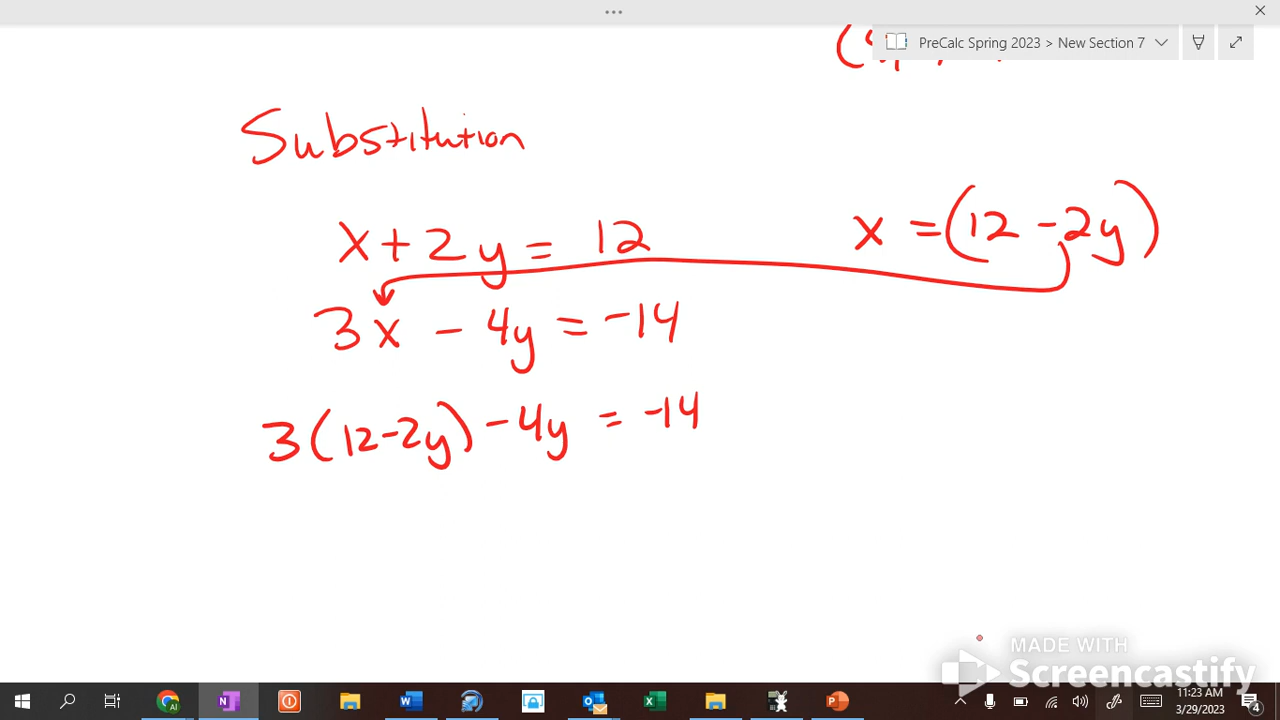 PreCalc Spring 2023 > New Section 7
Substitution
x + 2y = 12
x = (12 - 2y)
3x - 4y = -14
3(12-2y) - 4y = -14
MADE WITH
Screencastify
11:23 AM
3/29/2023
4